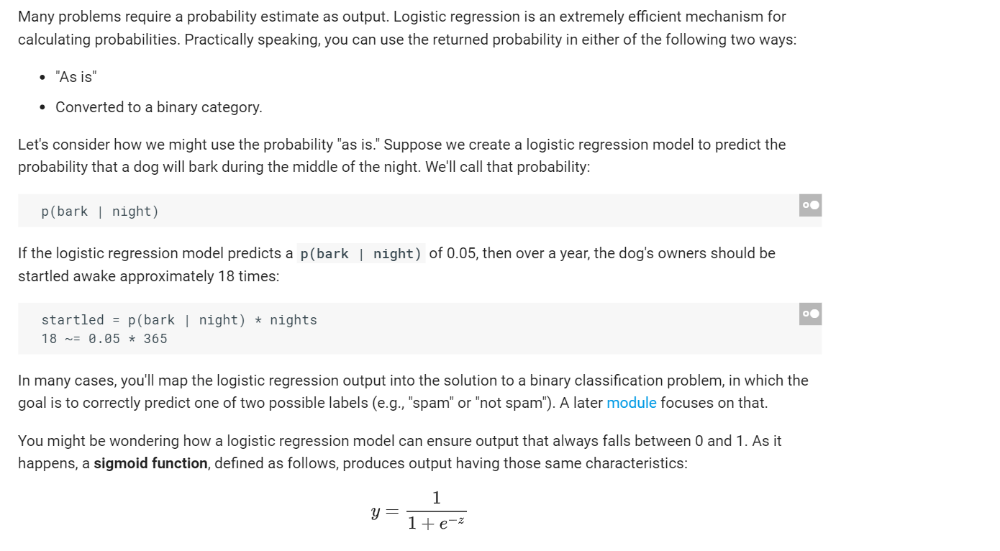 Many problems require a probability estimate as output. Logistic regression is an extremely efficient mechanism for
calculating probabilities. Practically speaking, you can use the returned probability in either of the following two ways:
• "As is"
• Converted to a binary category.
Let's consider how we might use the probability "as is." Suppose we create a logistic regression model to predict the
probability that a dog will bark during the middle of the night. We'll call that probability:
p(bark | night)
If the logistic regression model predicts a p(bark | night) of 0.05, then over a year, the dog's owners should be
startled awake approximately 18 times:
startled = p(bark | night) * nights
18 ~= 0.05 * 365
In many cases, you'll map the logistic regression output into the solution to a binary classification problem, in which the
goal is to correctly predict one of two possible labels (e.g., "spam" or "not spam"). A later module focuses on that.
You might be wondering how a logistic regression model can ensure output that always falls between 0 and 1. As it
happens, a sigmoid function, defined as follows, produces output having those same characteristics:
y = 1 / (1 + e^{-z})